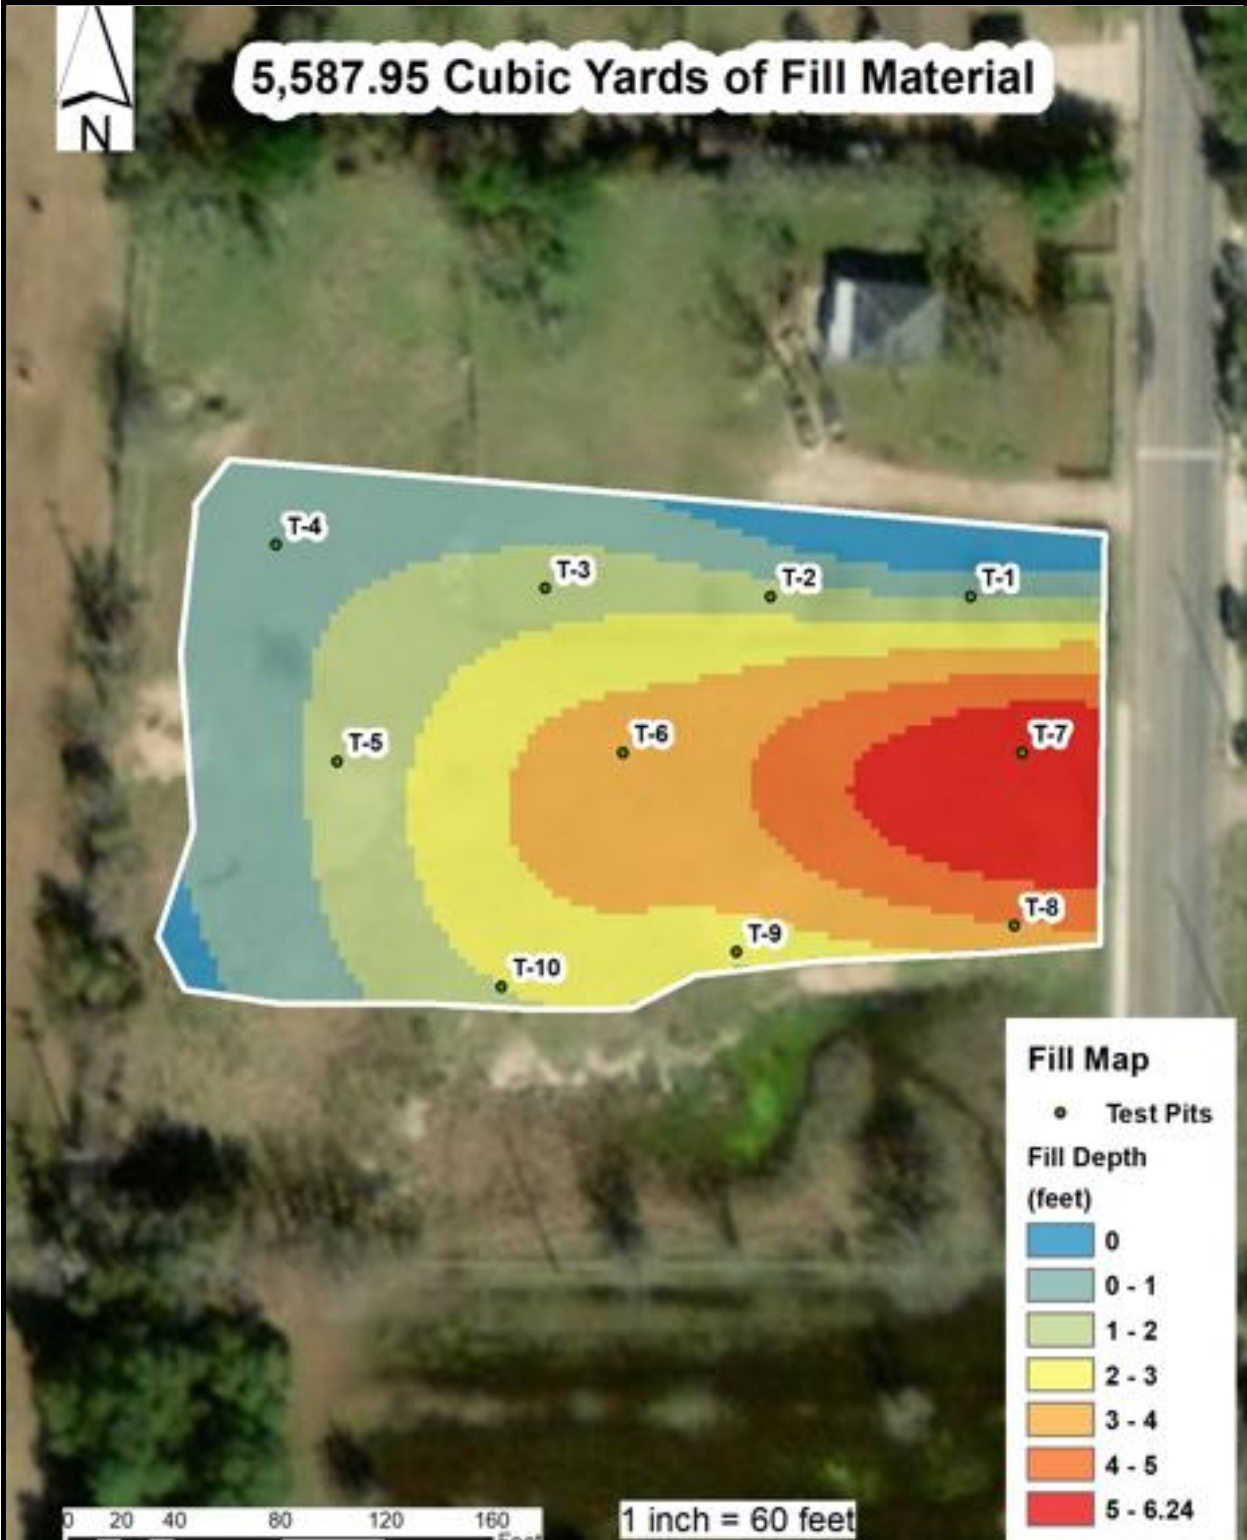 N
5,587.95 Cubic Yards of Fill Material
T-4
T-3
T-2
T-1
T-5
T-6
T-7
T-8
T-9
T-10
Fill Map
Test Pits
Fill Depth
(feet)
0
0 - 1
1 - 2
2 - 3
3 - 4
4 - 5
5 - 6.24
0 20 40 80 120 160
Feet
1 inch = 60 feet